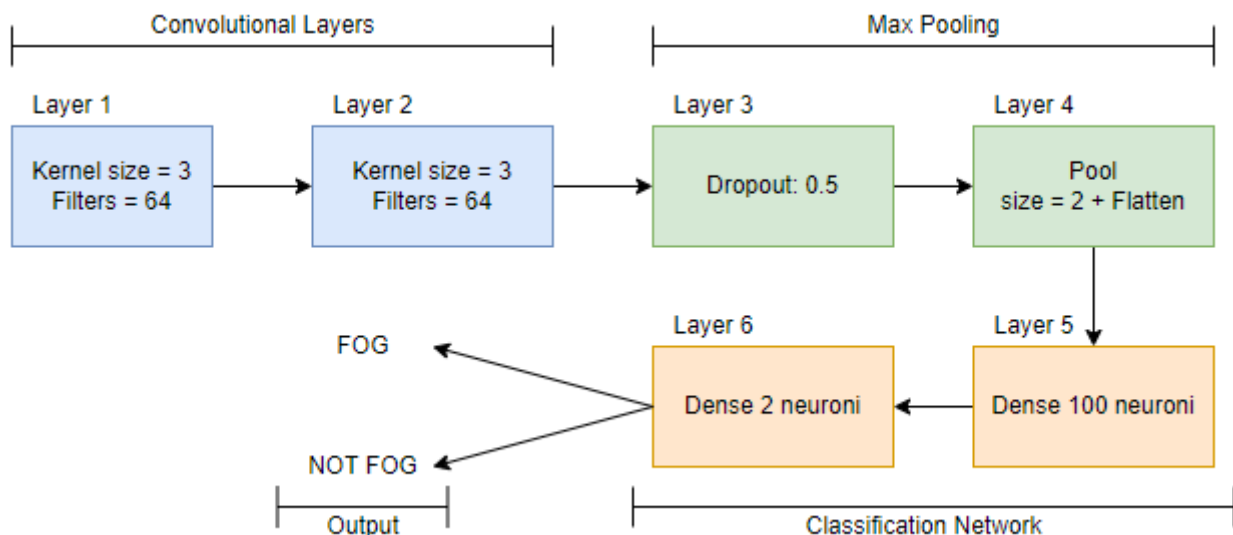 Convolutional Layers
Max Pooling
Layer 1
Layer 2
Layer 3
Layer 4
Kernel size = 3
Filters = 64
Kernel size = 3
Filters = 64
Dropout: 0.5
Pool
size = 2 + Flatten
Layer 6
Layer 5
FOG
NOT FOG
Dense 2 neuroni
Dense 100 neuroni
Output
Classification Network